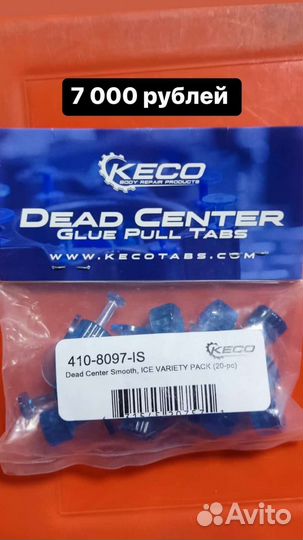 7 000 рублей
KECO
BODY REPAIR PRODUCTS
DEAD CENTER
GLUE PULL TABS
WWW.KECOTABS.COM
410-8097-IS
KECO
Dead Center Smooth, ICE VARIETY PACK (20-pc)
Avito